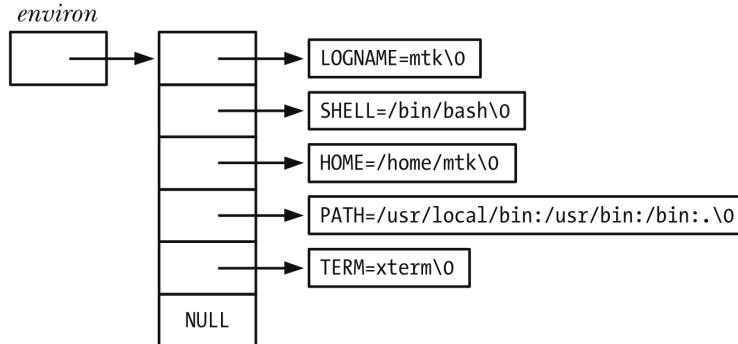 environ
LOGNAME=mtk\0
SHELL=/bin/bash\0
HOME=/home/mtk\0
PATH=/usr/local/bin:/usr/bin:/bin:.\0
TERM=xterm\0
NULL